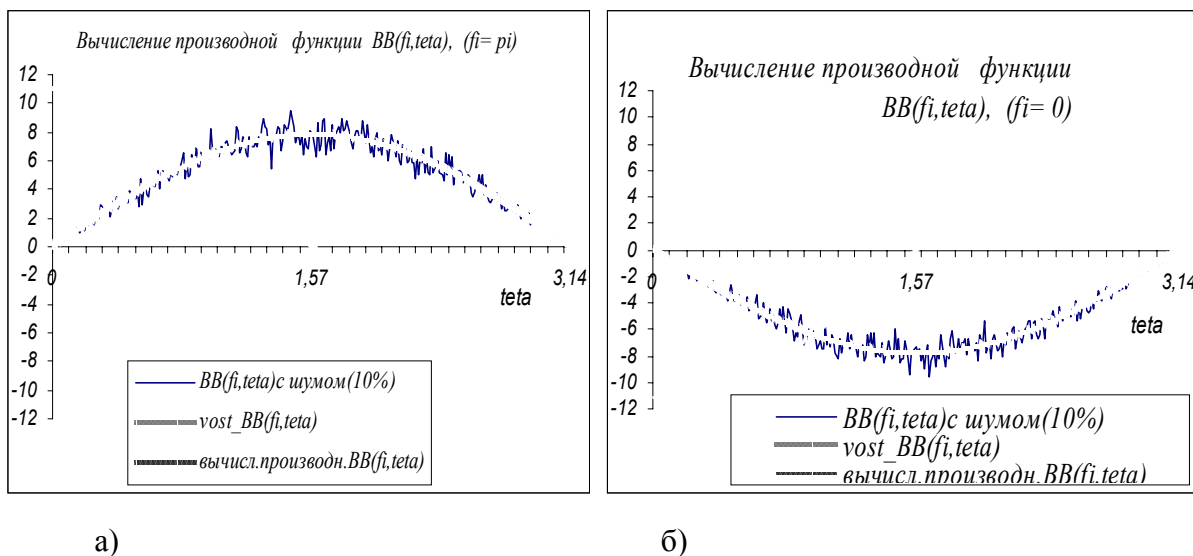 Вычисление производной функции BB(fi,teta), (fi= pi)
12
10
8
6
4
2
0
-2
-4
-6
-8
-10
-12
0
1,57
3,14
teta
BB(fi,teta)с шумом(10%)
vost_BB(fi,teta)
вычисл.производн.BB(fi,teta)
Вычисление производной функции
BB(fi,teta), (fi= 0)
12
10
8
6
4
2
0
-2
-4
-6
-8
-10
-12
0
1,57
3,14
teta
BB(fi,teta)с шумом(10%)
vost_BB(fi,teta)
вычисл.производн.BB(fi,teta)
а)
б)